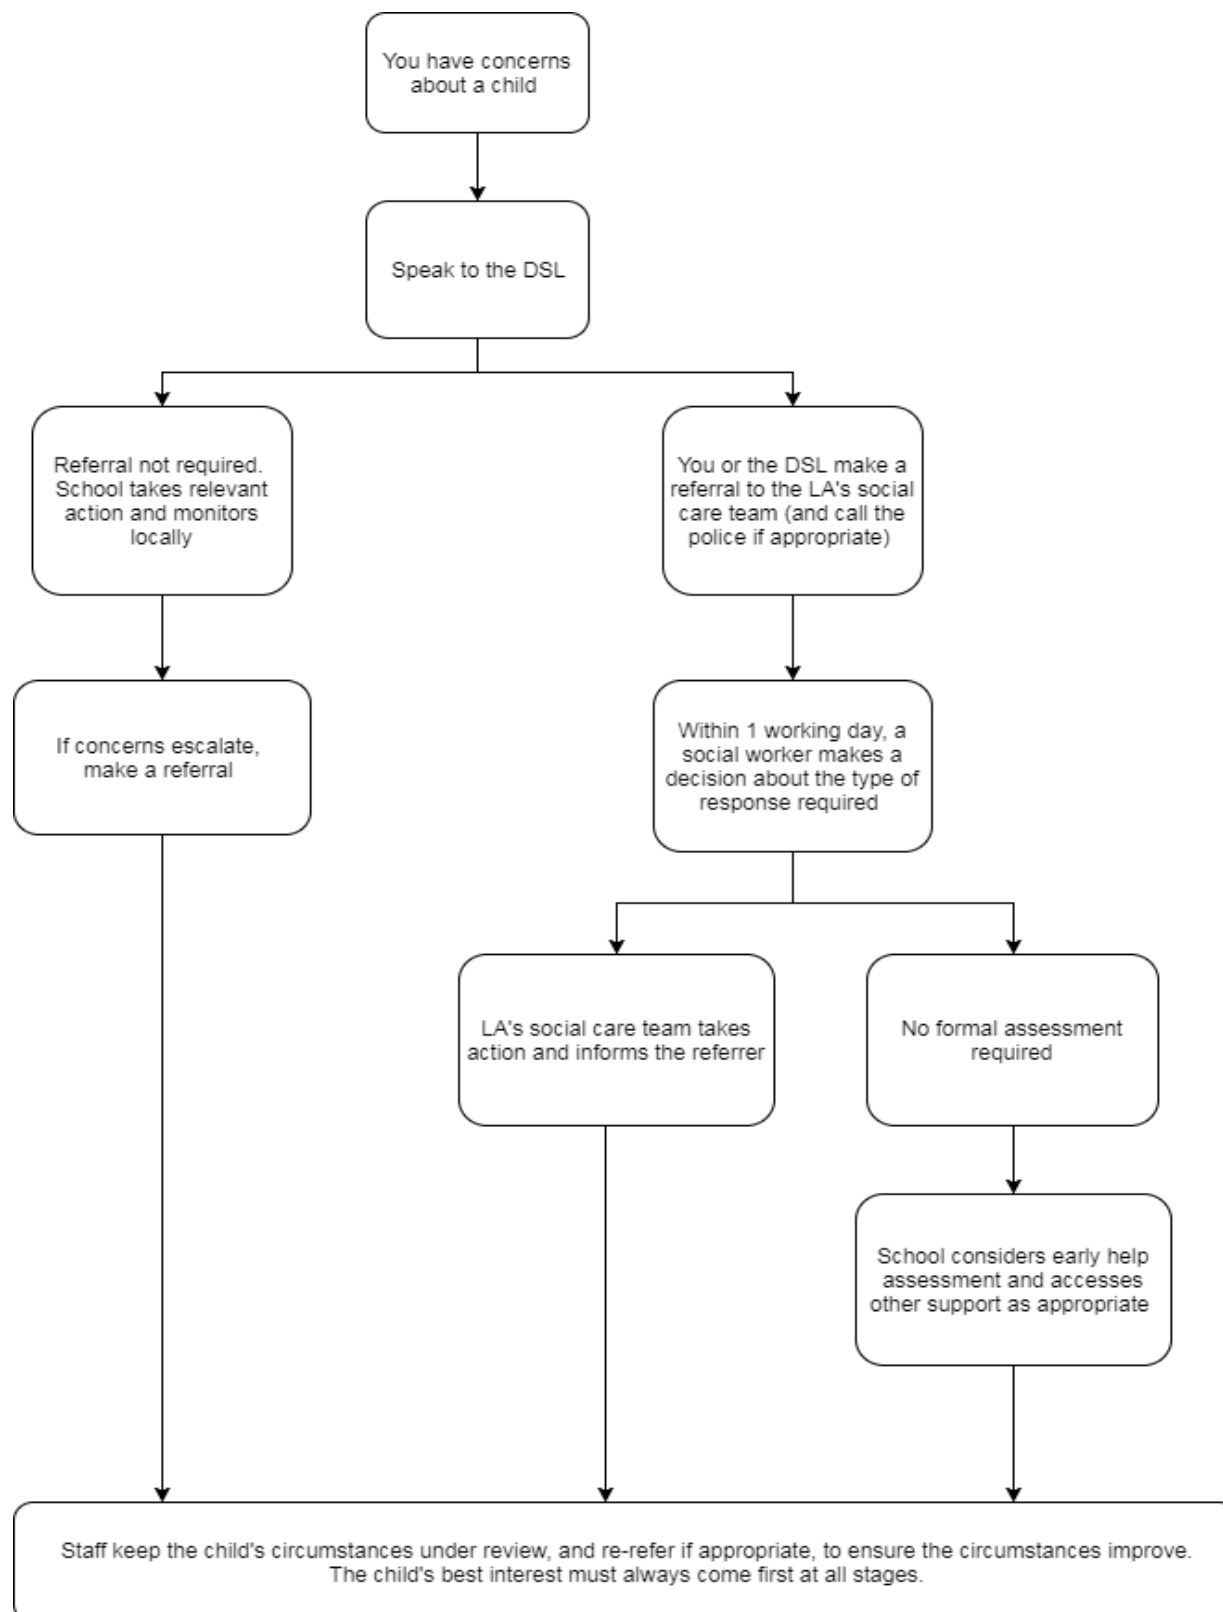 You have concerns
about a child
Speak to the DSL
Referral not required.
School takes relevant
action and monitors
locally
You or the DSL make a
referral to the LA's social
care team (and call the
police if appropriate)
If concerns escalate,
make a referral
Within 1 working day, a
social worker makes a
decision about the type of
response required
LA's social care team takes
action and informs the referrer
No formal assessment
required
School considers early help
assessment and accesses
other support as appropriate
Staff keep the child's circumstances under review, and re-refer if appropriate, to ensure the circumstances improve.
The child's best interest must always come first at all stages.